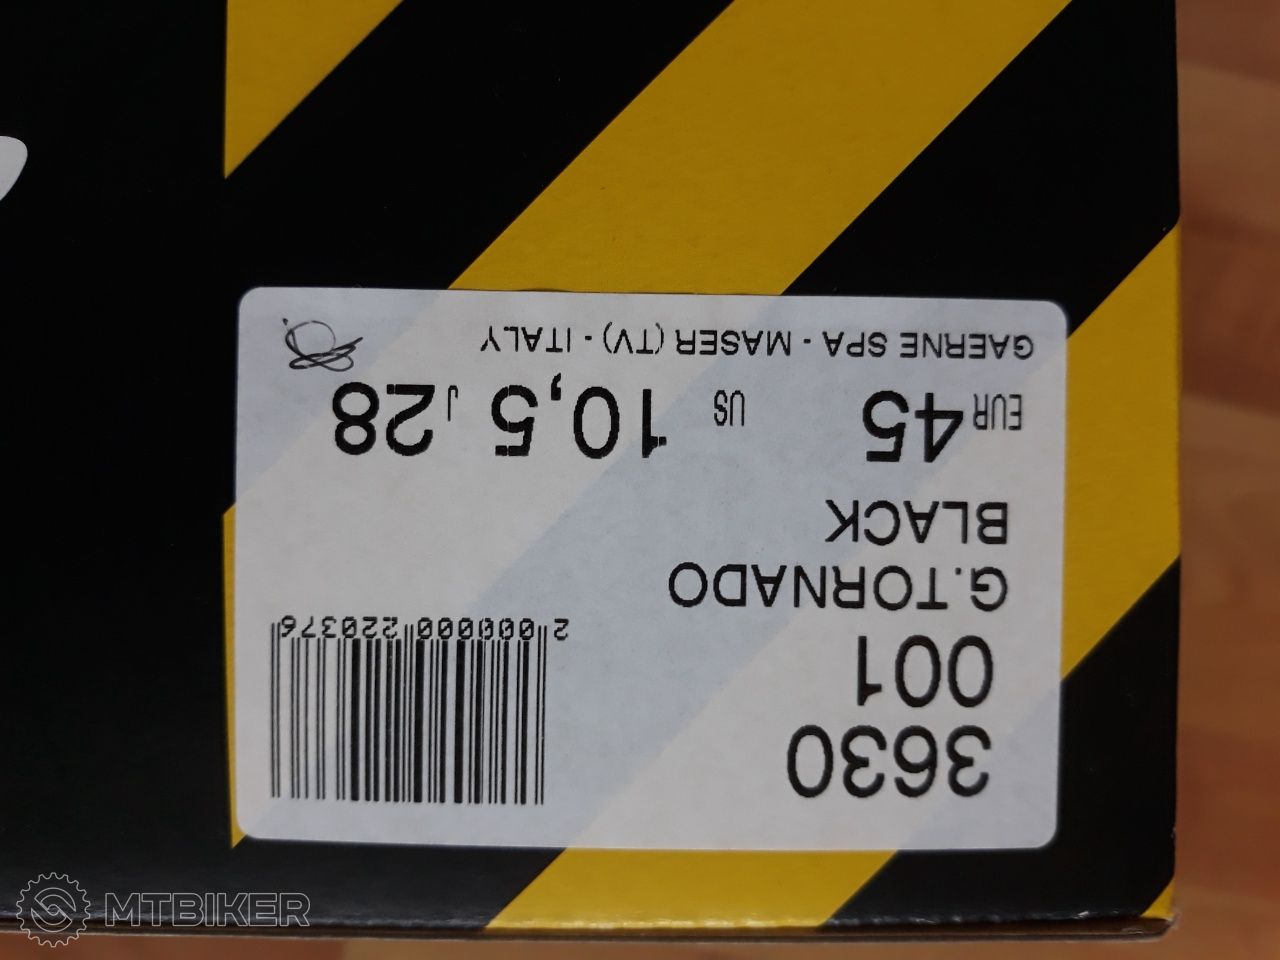 3630
001
G.TORNADO
BLACK
EUR 45 US 10,5 J 28
GAERNE SPA - MASER (TV) - ITALY
2 000000 220376
MTBIKER